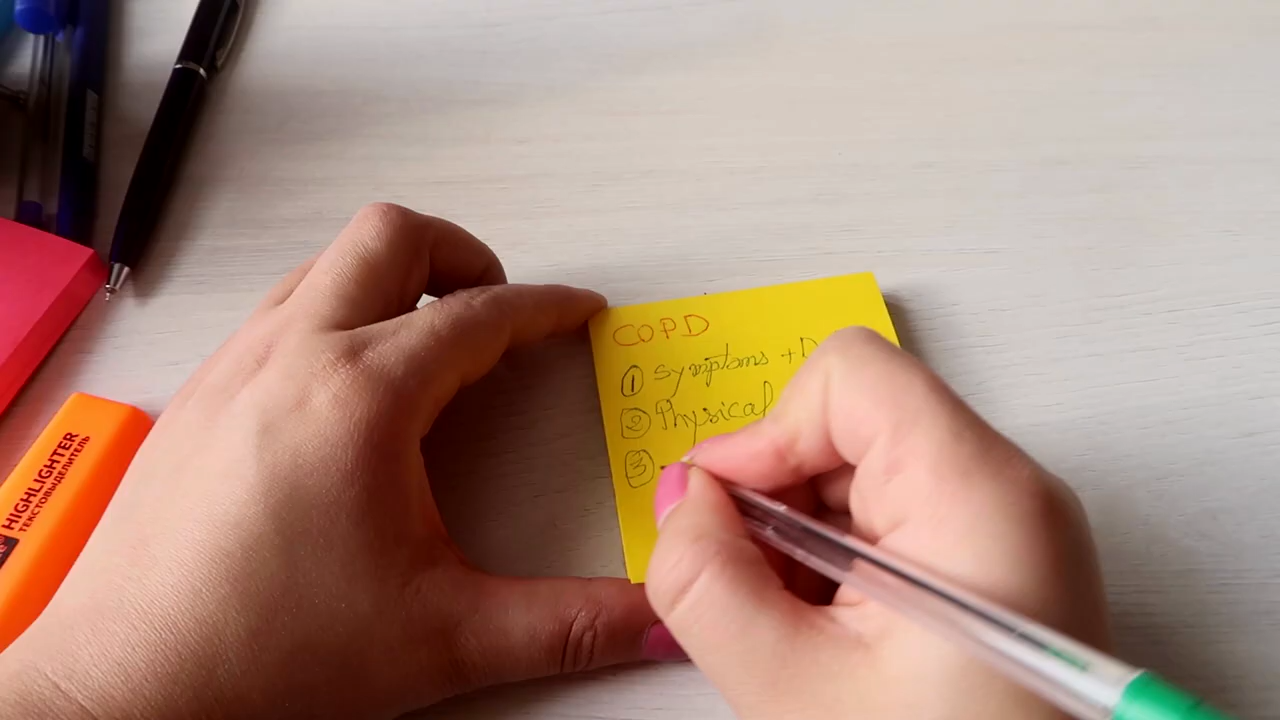 COPD
① Symptoms + D
② Physical
③
HIGHLIGHTER
ТЕКСТОВЫДЕЛИТЕЛЬ